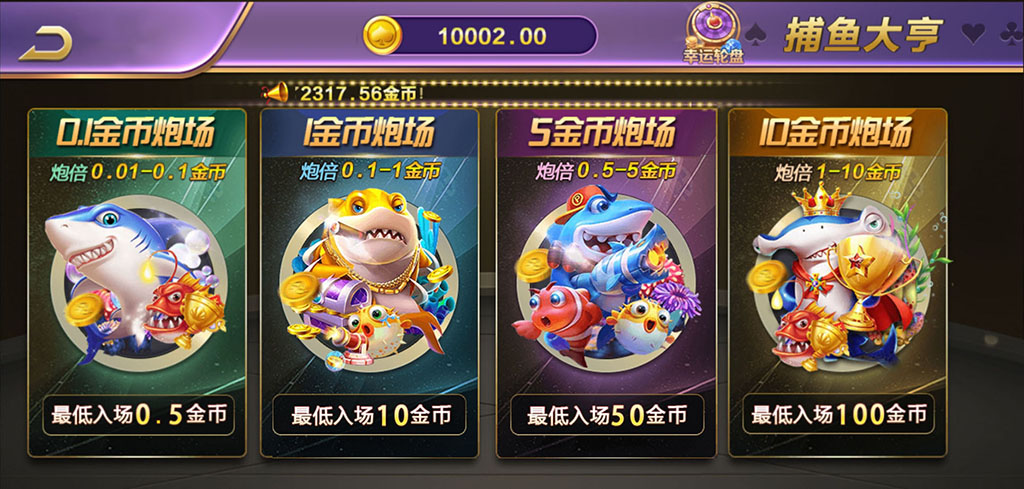 10002.00
幸运轮盘
捕鱼大亨
2317.56金币!
0.1金币炮场
炮倍0.01-0.1金币
最低入场0.5金币
1金币炮场
炮倍0.1-1金币
最低入场10金币
5金币炮场
炮倍0.5-5金币
最低入场50金币
10金币炮场
炮倍1-10金币
最低入场100金币